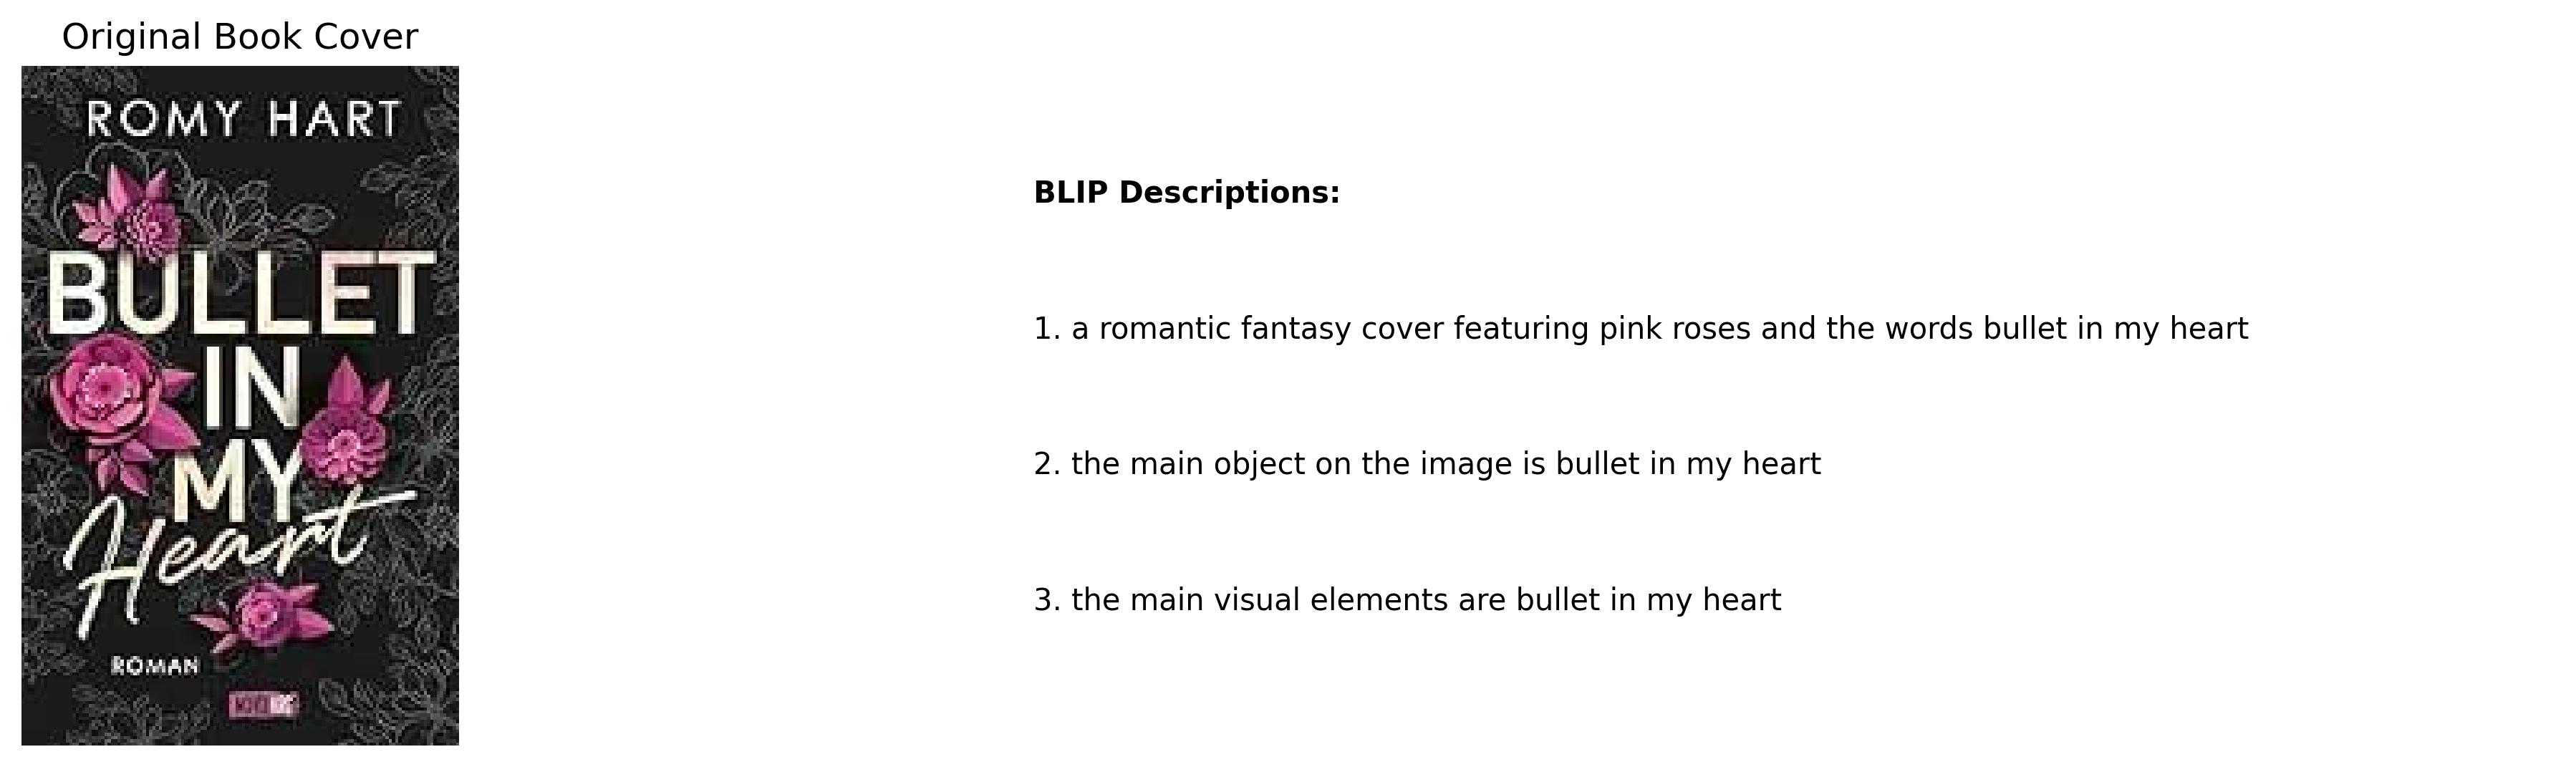 Original Book Cover
ROMY HART
BULLET
IN
MY
Heart
ROMAN
BLIP Descriptions:
1. a romantic fantasy cover featuring pink roses and the words bullet in my heart
2. the main object on the image is bullet in my heart
3. the main visual elements are bullet in my heart